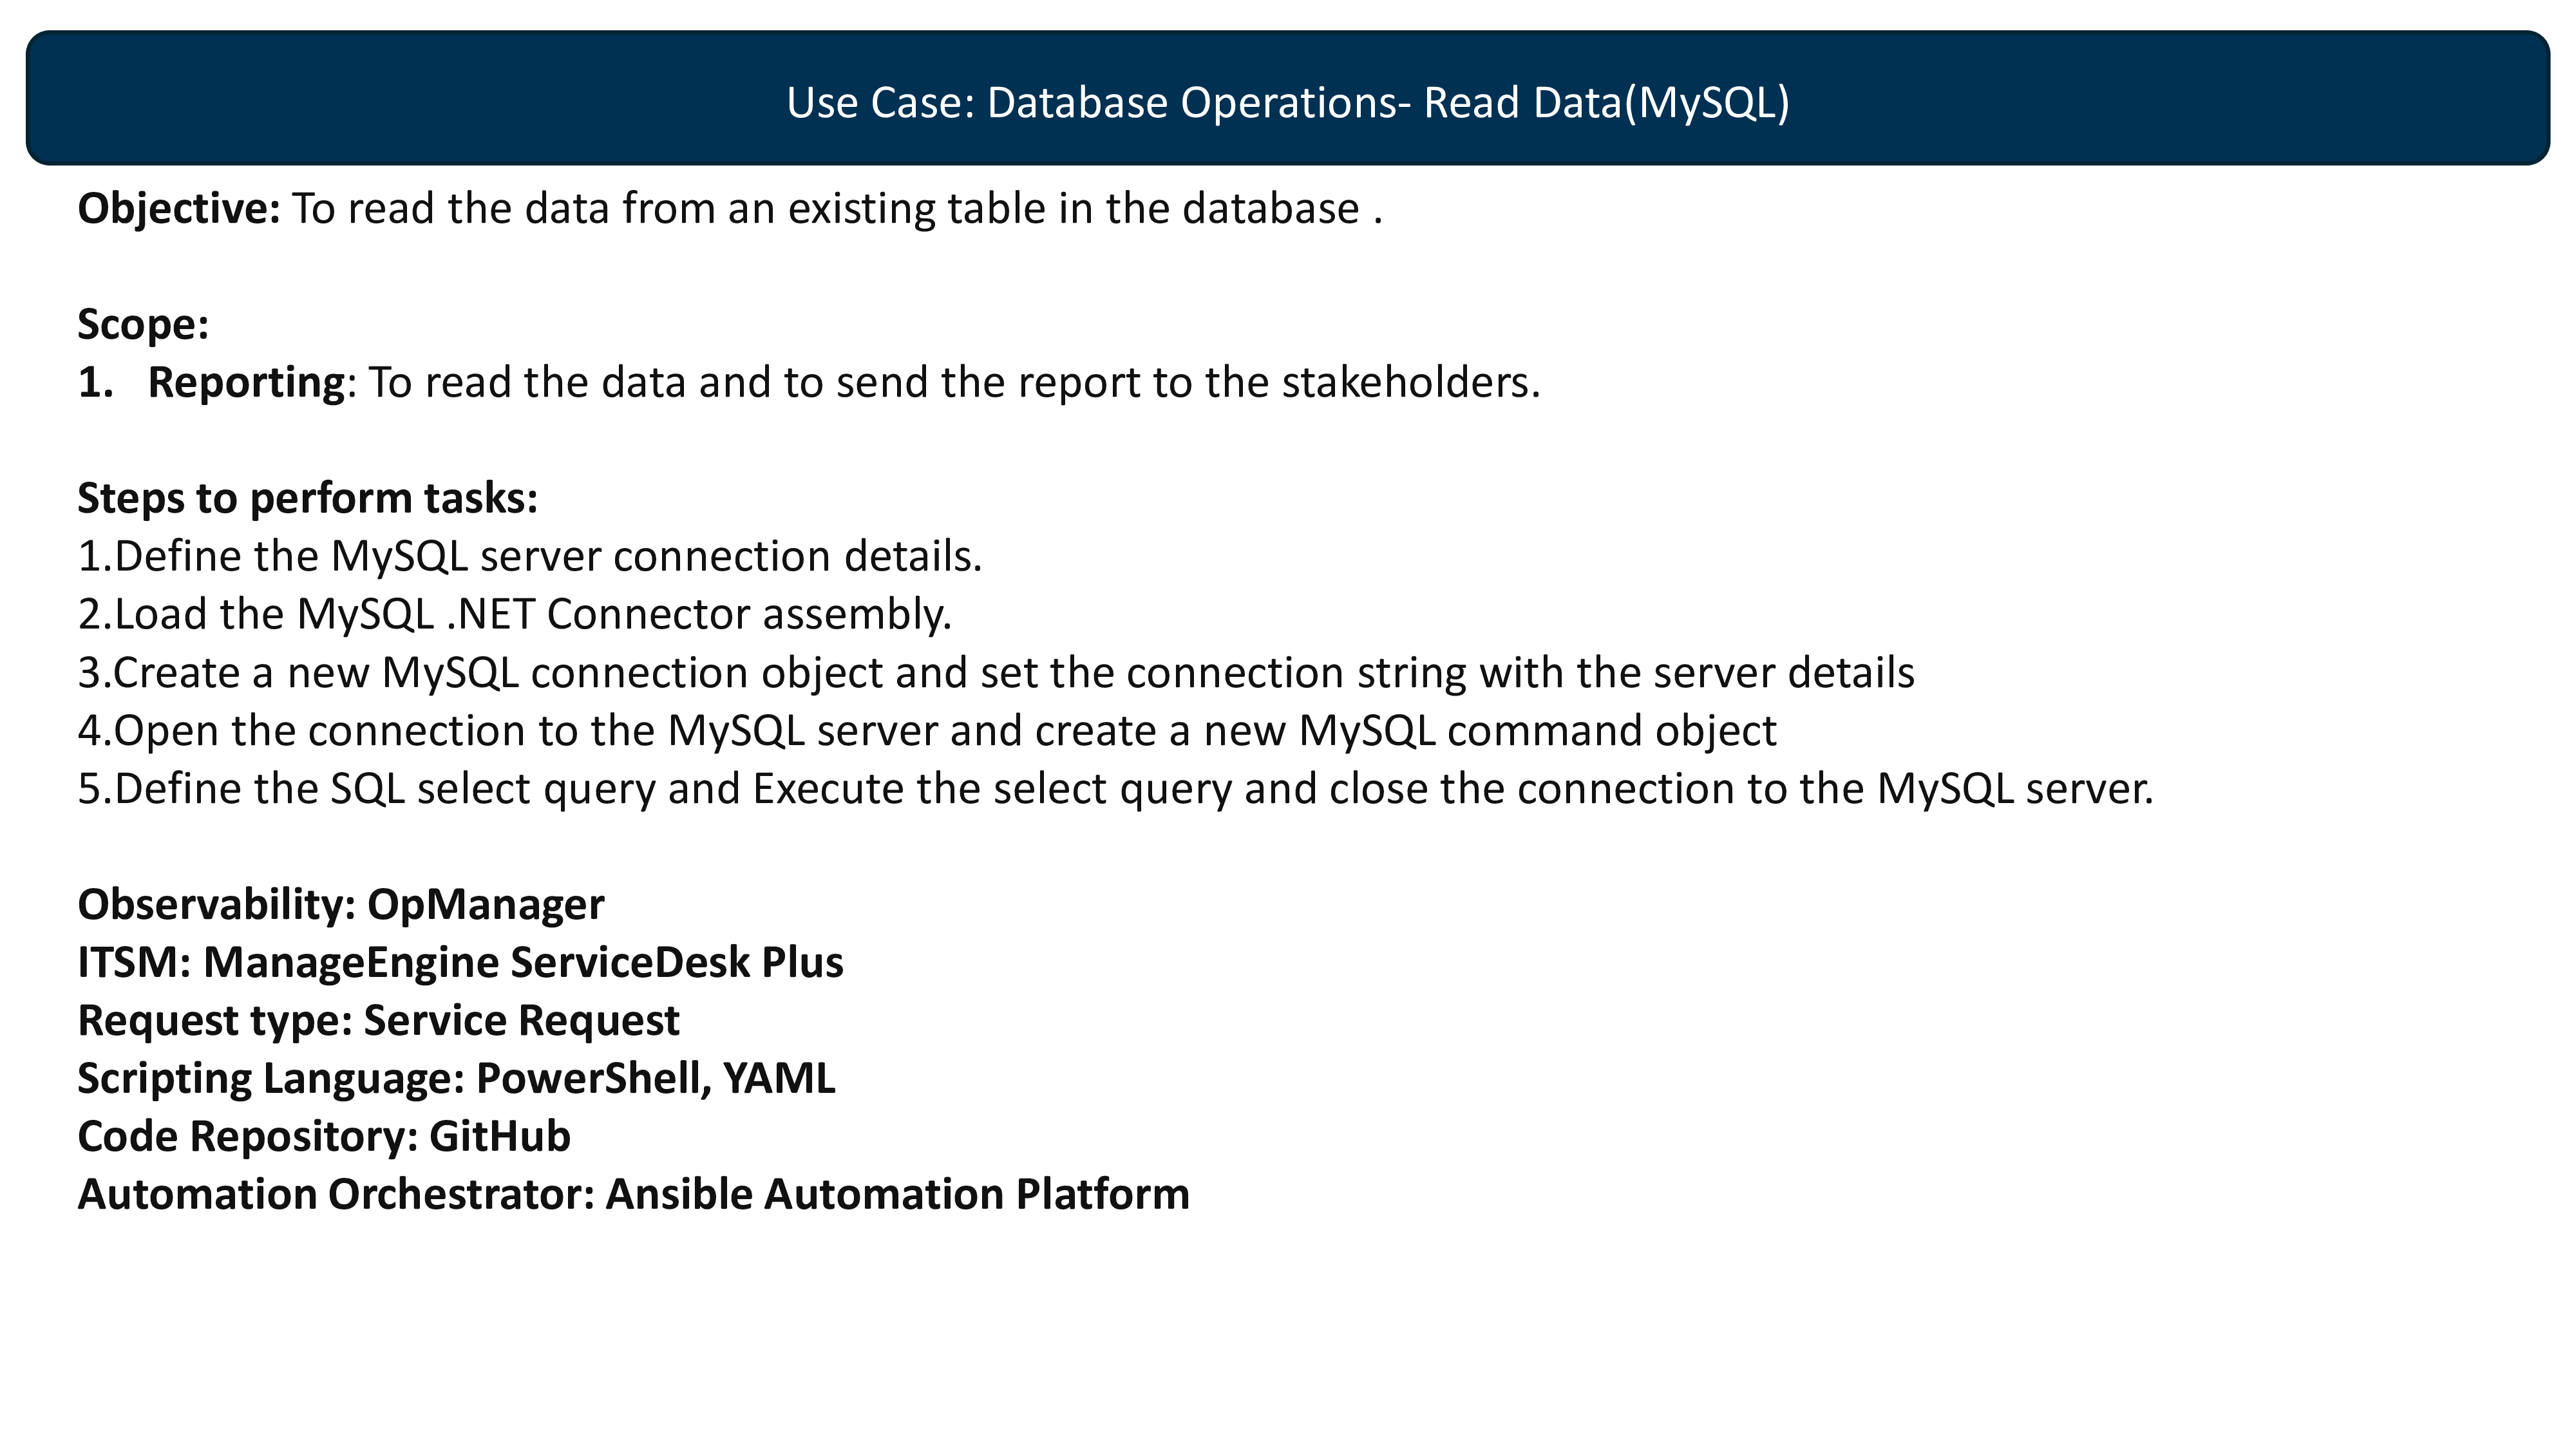 Use Case: Database Operations- Read Data(MySQL)
Objective: To read the data from an existing table in the database .
Scope:
1. Reporting: To read the data and to send the report to the stakeholders.
Steps to perform tasks:
1.Define the MySQL server connection details.
2.Load the MySQL .NET Connector assembly.
3.Create a new MySQL connection object and set the connection string with the server details
4.Open the connection to the MySQL server and create a new MySQL command object
5.Define the SQL select query and Execute the select query and close the connection to the MySQL server.
Observability: OpManager
ITSM: ManageEngine ServiceDesk Plus
Request type: Service Request
Scripting Language: PowerShell, YAML
Code Repository: GitHub
Automation Orchestrator: Ansible Automation Platform